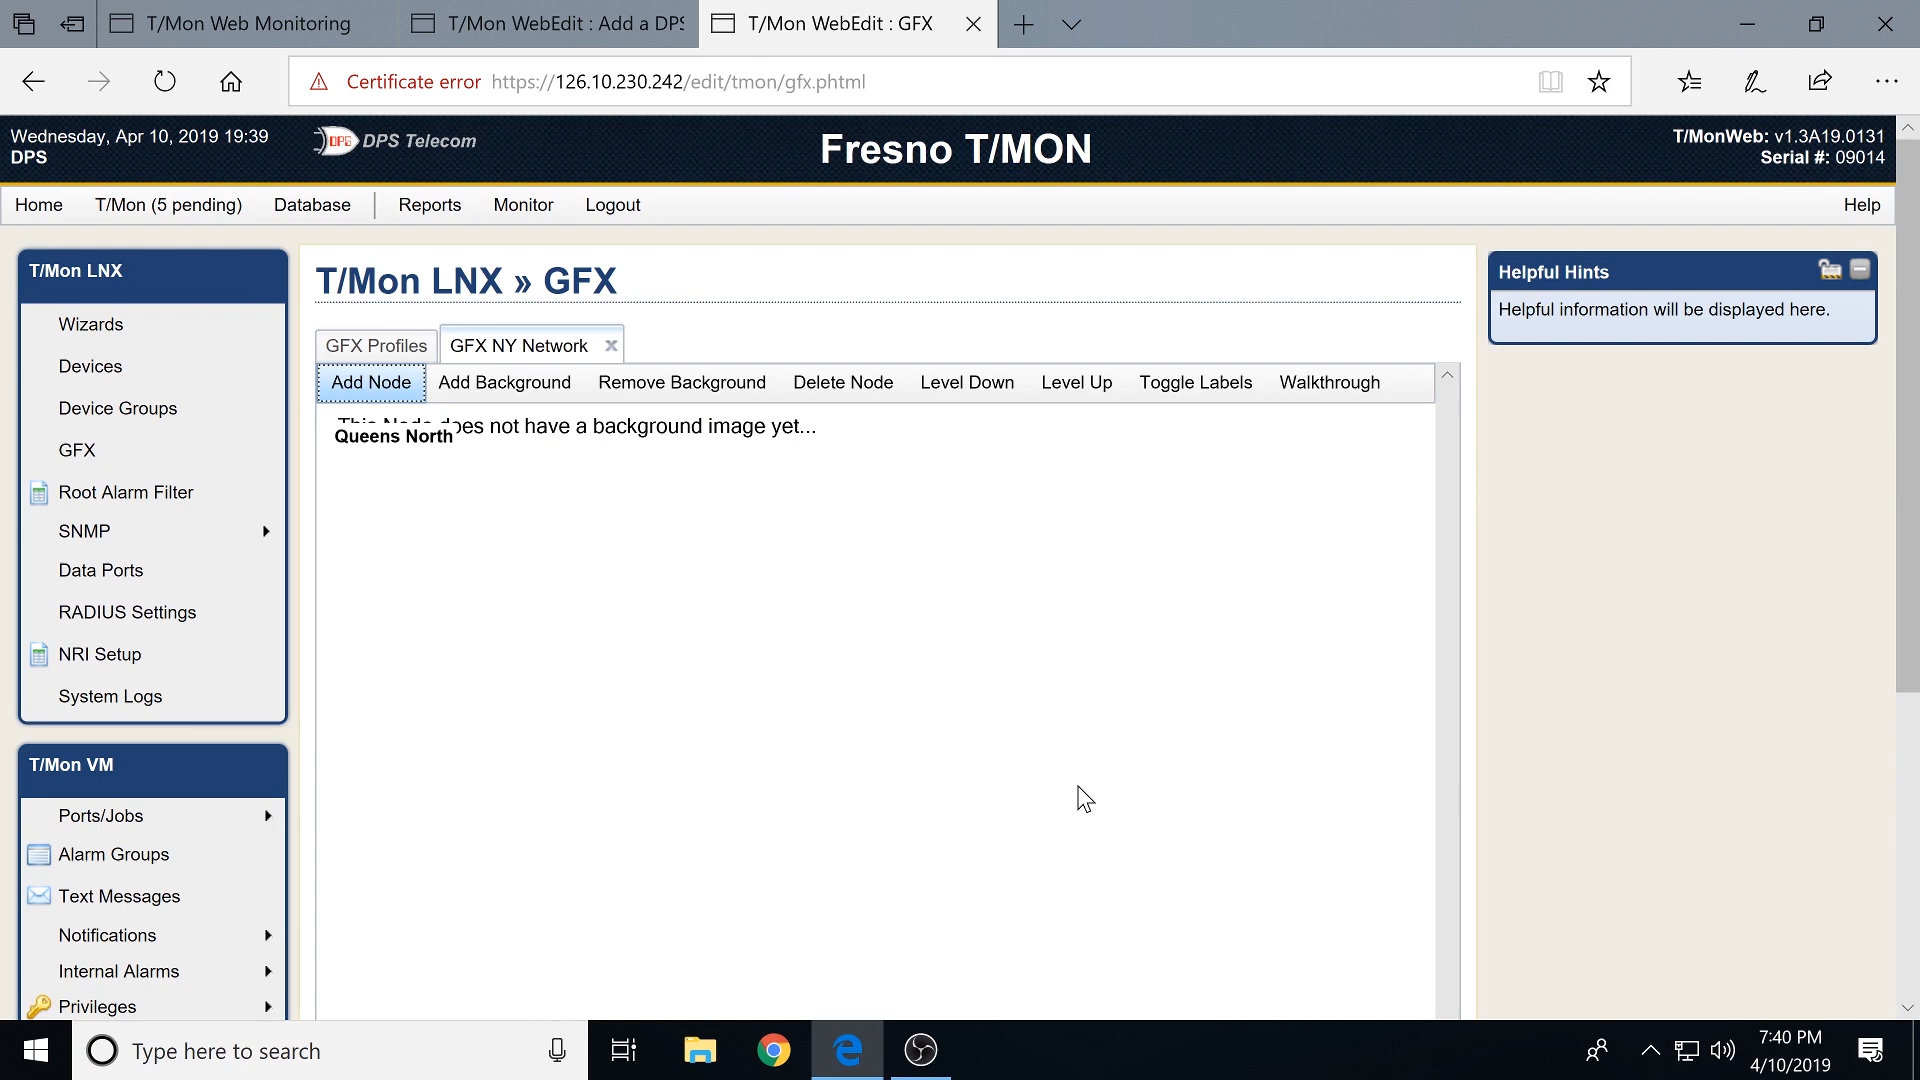 T/Mon Web Monitoring
T/Mon WebEdit : Add a DPS
T/Mon WebEdit : GFX
Certificate error https://126.10.230.242/edit/tmon/gfx.phtml
Wednesday, Apr 10, 2019 19:39
DPS
DPS DPS Telecom
Fresno T/MON
T/MonWeb: v1.3A19.0131
Serial #: 09014
Home T/Mon (5 pending) Database Reports Monitor Logout Help
T/Mon LNX
Wizards
Devices
Device Groups
GFX
Root Alarm Filter
SNMP
Data Ports
RADIUS Settings
NRI Setup
System Logs
T/Mon VM
Ports/Jobs
Alarm Groups
Text Messages
Notifications
Internal Alarms
Privileges
T/Mon LNX » GFX
GFX Profiles GFX NY Network
Add Node Add Background Remove Background Delete Node Level Down Level Up Toggle Labels Walkthrough
This Node does not have a background image yet...
Queens North
Helpful Hints
Helpful information will be displayed here.
Type here to search
7:40 PM
4/10/2019